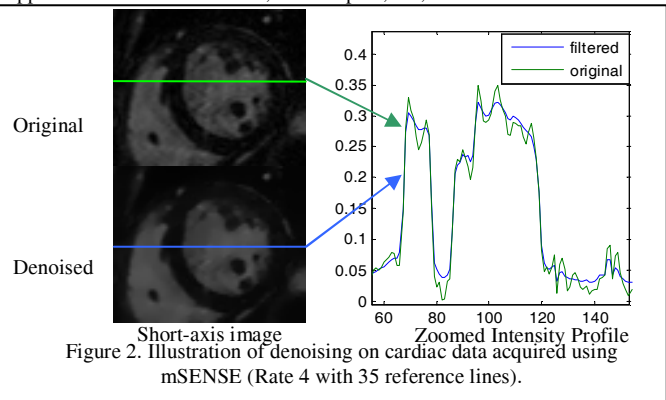 Original
Denoised
Short-axis image
0.4
0.35
0.3
0.25
0.2
0.15
0.1
0.05
0
60
80
100
120
140
filtered
original
Zoomed Intensity Profile
Figure 2. Illustration of denoising on cardiac data acquired using
mSENSE (Rate 4 with 35 reference lines).